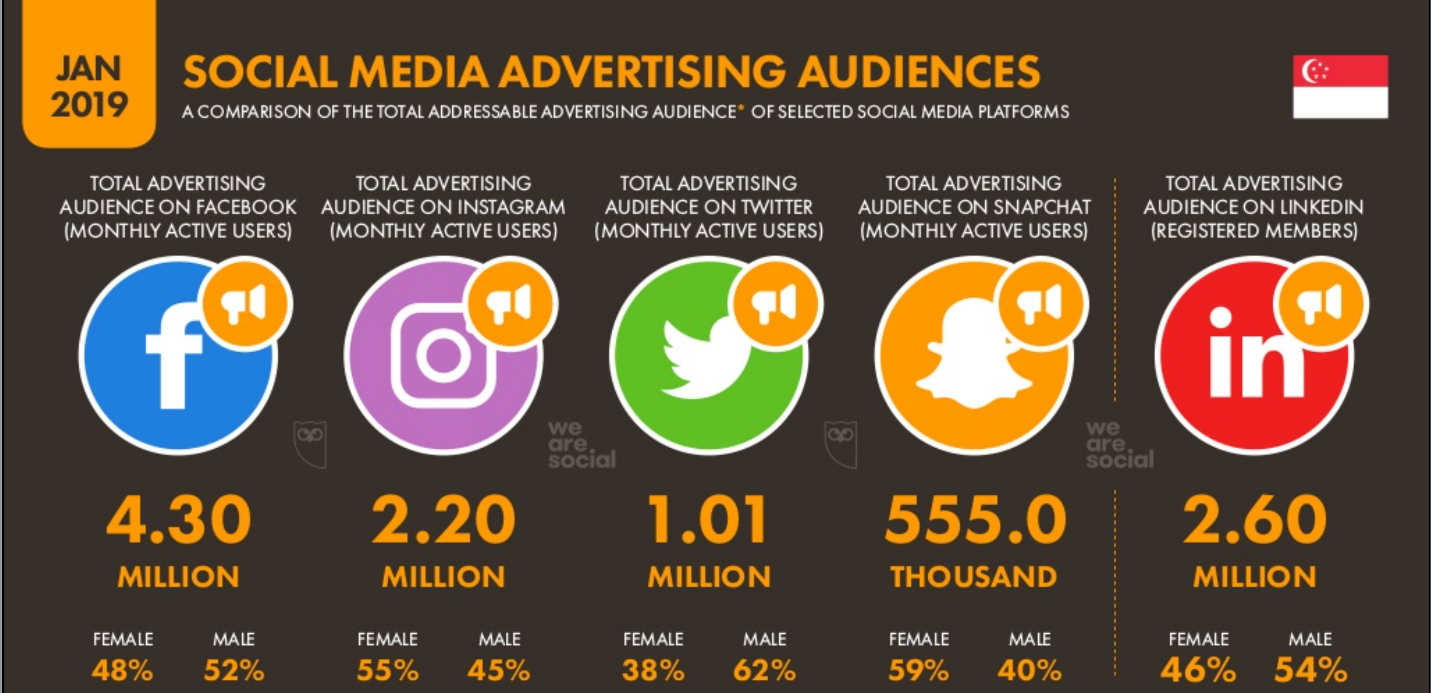 JAN
2019
SOCIAL MEDIA ADVERTISING AUDIENCES
A COMPARISON OF THE TOTAL ADDRESSABLE ADVERTISING AUDIENCE* OF SELECTED SOCIAL MEDIA PLATFORMS
TOTAL ADVERTISING
AUDIENCE ON FACEBOOK
(MONTHLY ACTIVE USERS)
TOTAL ADVERTISING
AUDIENCE ON INSTAGRAM
(MONTHLY ACTIVE USERS)
TOTAL ADVERTISING
AUDIENCE ON TWITTER
(MONTHLY ACTIVE USERS)
TOTAL ADVERTISING
AUDIENCE ON SNAPCHAT
(MONTHLY ACTIVE USERS)
TOTAL ADVERTISING
AUDIENCE ON LINKEDIN
(REGISTERED MEMBERS)
f
in
we
are.
social
we
are.
social
4.30
MILLION
2.20
MILLION
1.01
MILLION
555.0
THOUSAND
2.60
MILLION
FEMALE MALE
48% 52%
FEMALE MALE
55% 45%
FEMALE MALE
38% 62%
FEMALE MALE
59% 40%
FEMALE MALE
46% 54%